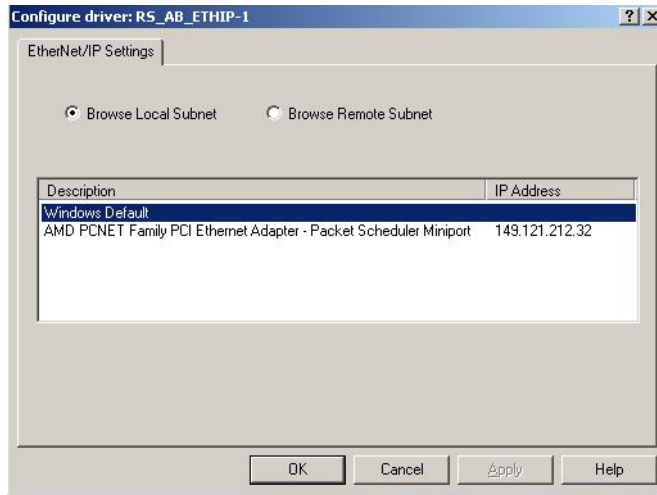 Configure driver: RS_AB_ETHIP-1
EtherNet/IP Settings
Browse Local Subnet Browse Remote Subnet
Description IP Address
Windows Default
AMD PCNET Family PCI Ethernet Adapter - Packet Scheduler Miniport 149.121.212.32
OK Cancel Apply Help